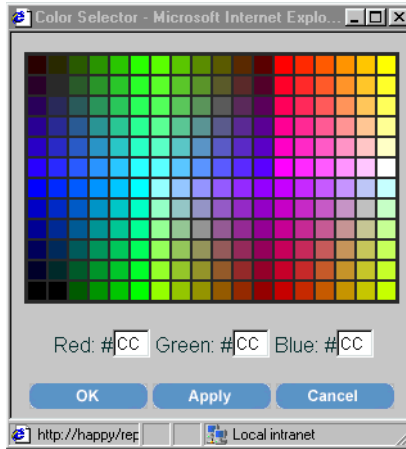 Color Selector - Microsoft Internet Explo...
Red: #CC Green: #CC Blue: #CC
OK Apply Cancel
http://happy/rep Local intranet